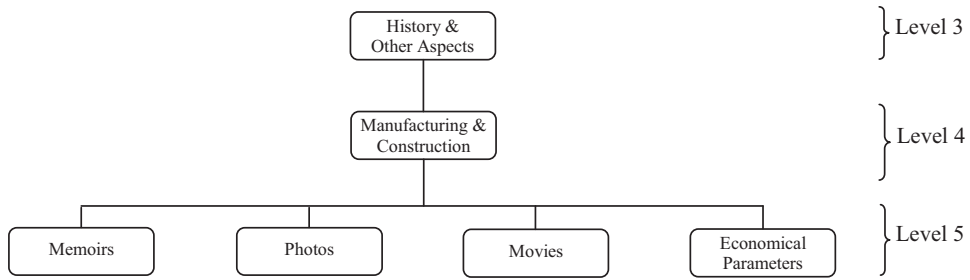 History &
Other Aspects
Level 3
Manufacturing &
Construction
Level 4
Memoirs
Photos
Movies
Economical
Parameters
Level 5